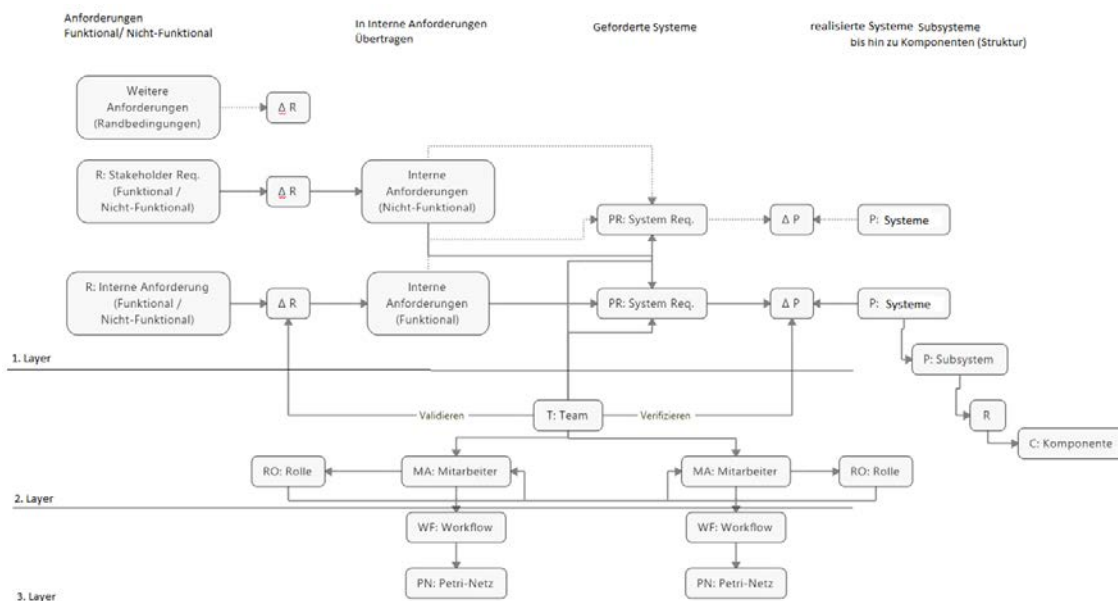 Anforderungen
Funktional/ Nicht-Funktional
In Interne Anforderungen
Übertragen
Geforderte Systeme
realisierte Systeme Subsysteme
bis hin zu Komponenten (Struktur)
Weitere
Anforderungen
(Randbedingungen)
Δ R
R: Stakeholder Req.
(Funktional /
Nicht-Funktional)
Δ R
Interne
Anforderungen
(Nicht-Funktional)
PR: System Req.
Δ P
P: Systeme
R: Interne Anforderung
(Funktional /
Nicht-Funktional)
Δ R
Interne
Anforderungen
(Funktional)
PR: System Req.
Δ P
P: Systeme
1. Layer
P: Subsystem
Validieren
T: Team
Verifizieren
R
C: Komponente
RO: Rolle
MA: Mitarbeiter
MA: Mitarbeiter
RO: Rolle
2. Layer
WF: Workflow
WF: Workflow
PN: Petri-Netz
PN: Petri-Netz
3. Layer